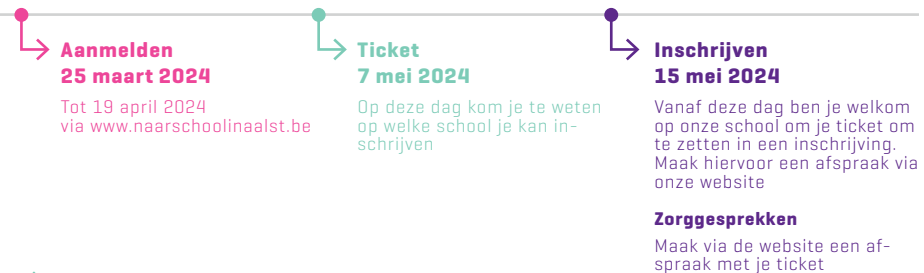 Aanmelden
25 maart 2024
Tot 19 april 2024
via www.naarschoolinaalst.be
Ticket
7 mei 2024
Op deze dag kom je te weten
op welke school je kan in-
schrijven
Inschrijven
15 mei 2024
Vanaf deze dag ben je welkom
op onze school om je ticket om
te zetten in een inschrijving.
Maak hiervoor een afspraak via
onze website
Zorggesprekken
Maak via de website een af-
spraak met je ticket